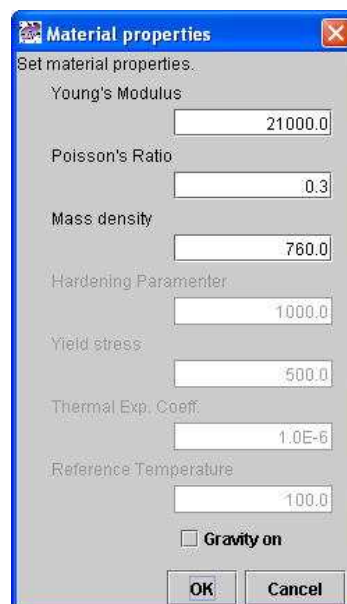 Material properties
Set material properties.
Young's Modulus
21000.0
Poisson's Ratio
0.3
Mass density
760.0
Hardening Paramenter
1000.0
Yield stress
500.0
Thermal Exp. Coeff.
1.0E-6
Reference Temperature
100.0
Gravity on
OK Cancel